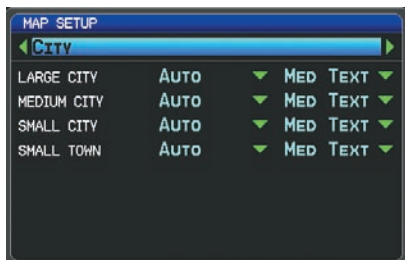 MAP SETUP
CITY
LARGE CITY AUTO MED TEXT
MEDIUM CITY AUTO MED TEXT
SMALL CITY AUTO MED TEXT
SMALL TOWN AUTO MED TEXT